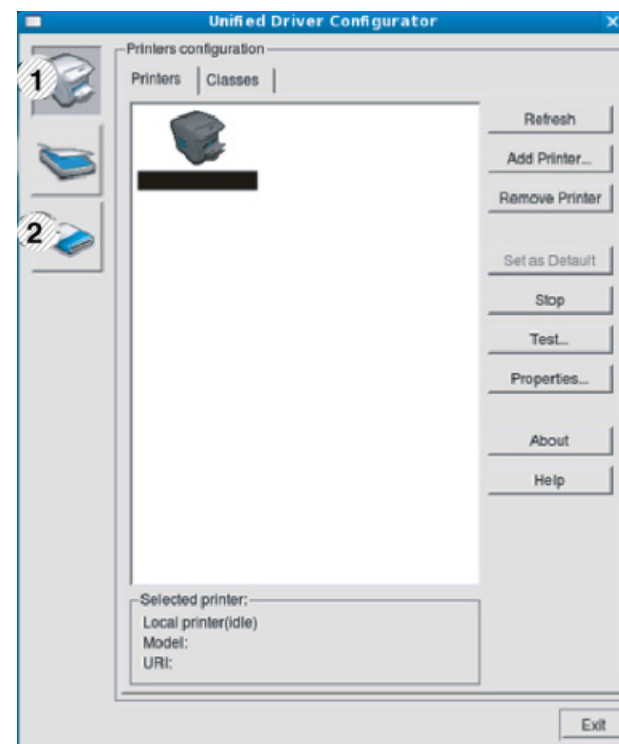 Unified Driver Configurator
Printers configuration
1
Printers
Classes
Refresh
Add Printer...
Remove Printer
2
Set as Default
Stop
Test...
Properties...
About
Help
Selected printer:
Local printer(idle)
Model:
URI:
Exit